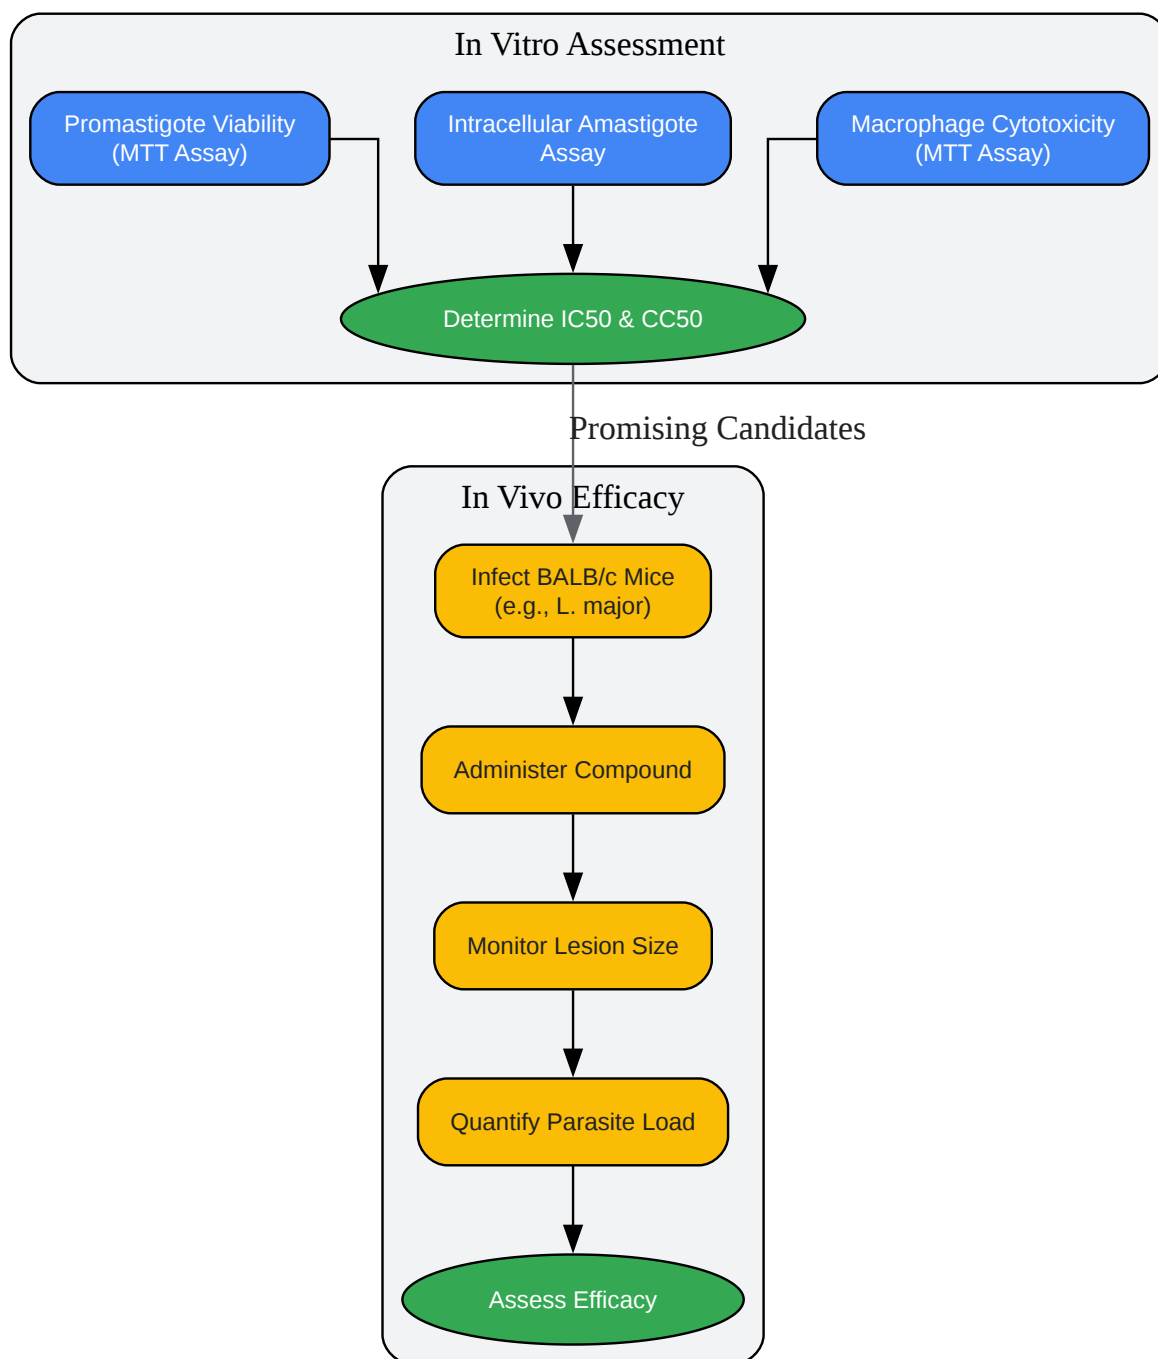 In Vitro Assessment
Promastigote Viability
(MTT Assay)
Intracellular Amastigote
Assay
Macrophage Cytotoxicity
(MTT Assay)
Determine IC50 & CC50
Promising Candidates
In Vivo Efficacy
Infect BALB/c Mice
(e.g., L. major)
Administer Compound
Monitor Lesion Size
Quantify Parasite Load
Assess Efficacy